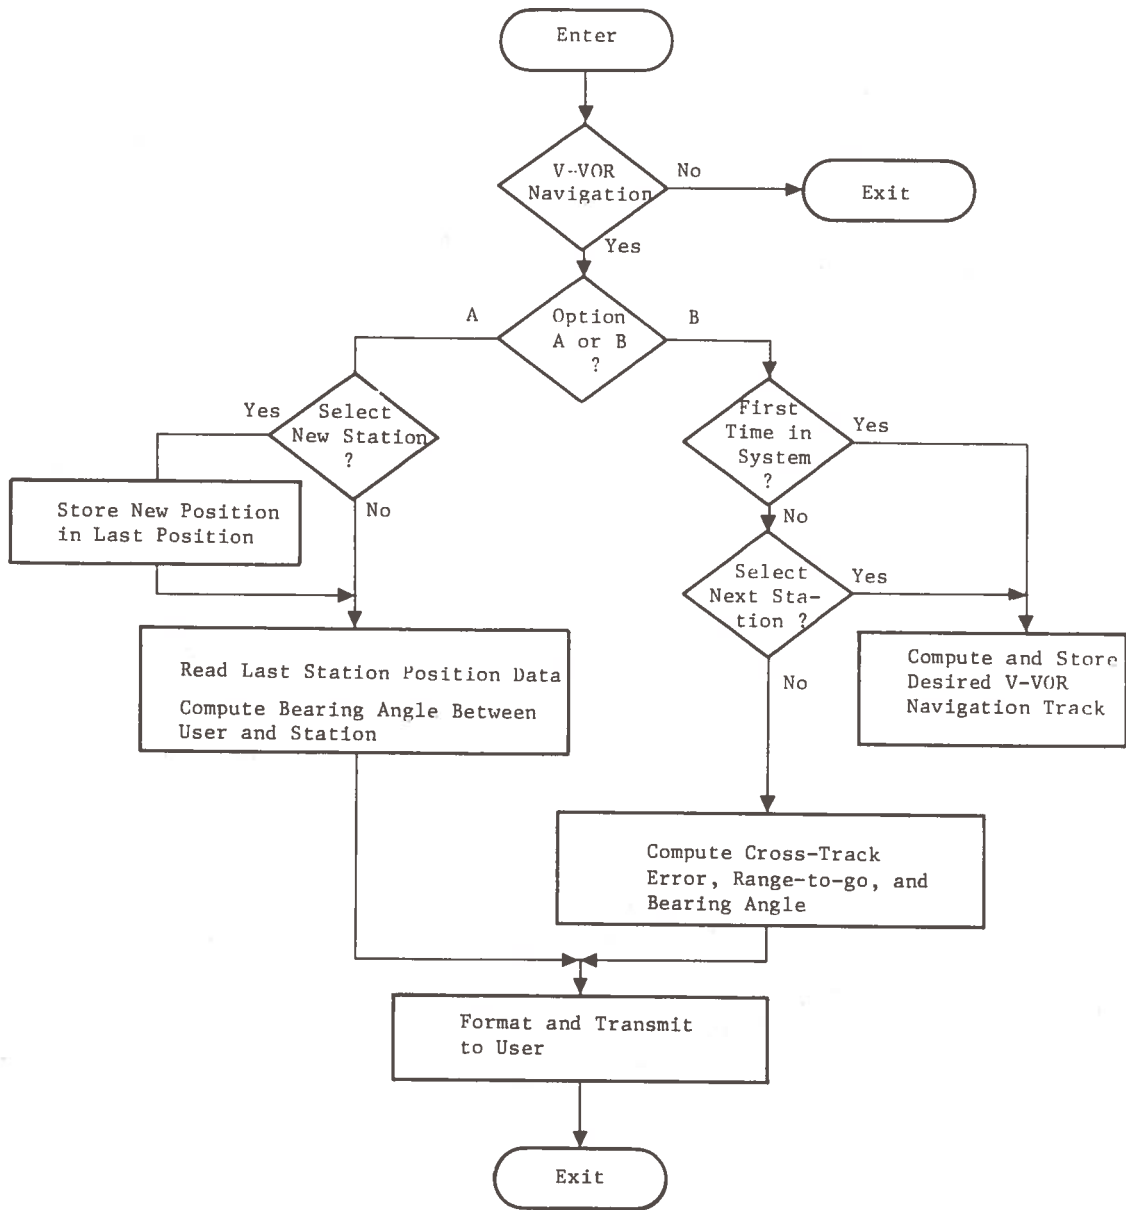 Enter
V-VOR
Navigation
No
Exit
Yes
Option
A or B
?
A
B
Select
New Station
?
Yes
No
Store New Position
in Last Position
Read Last Station Position Data
Compute Bearing Angle Between
User and Station
First
Time in
System
?
Yes
No
Select
Next Sta-
tion ?
Yes
No
Compute and Store
Desired V-VOR
Navigation Track
Compute Cross-Track
Error, Range-to-go, and
Bearing Angle
Format and Transmit
to User
Exit